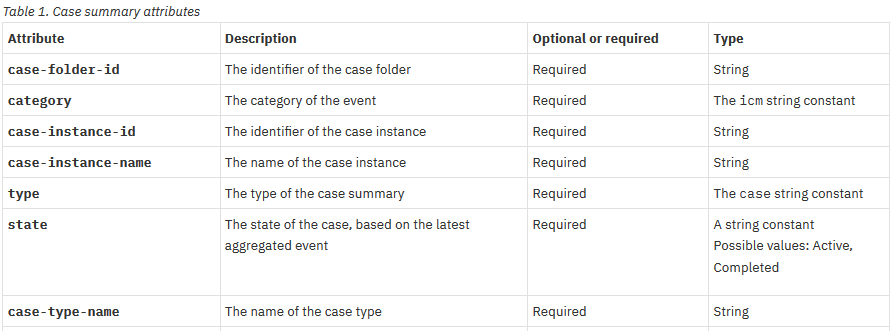 Table 1. Case summary attributes
Attribute Description Optional or required Type
case-folder-id The identifier of the case folder Required String
category The category of the event Required The icm string constant
case-instance-id The identifier of the case instance Required String
case-instance-name The name of the case instance Required String
type The type of the case summary Required The case string constant
state The state of the case, based on the latest Required A string constant
aggregated event Possible values: Active,
Completed
case-type-name The name of the case type Required String